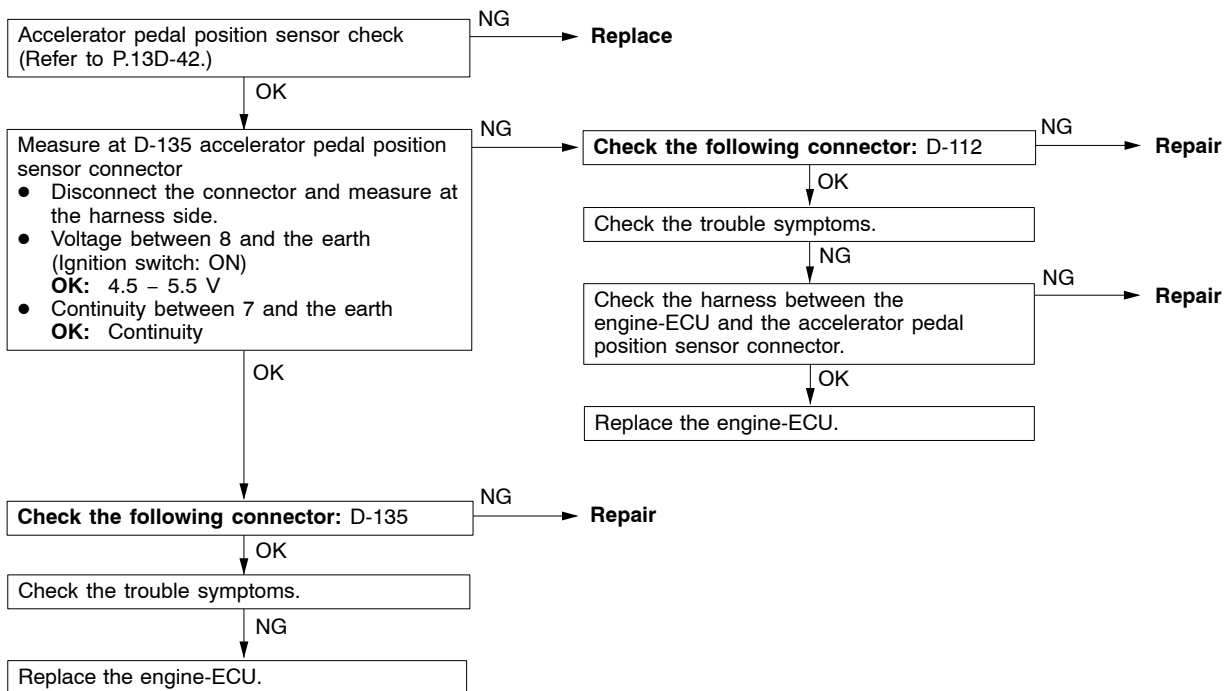 NG
Accelerator pedal position sensor check
(Refer to P.13D-42.)
Replace
OK
Measure at D-135 accelerator pedal position
sensor connector
● Disconnect the connector and measure at
the harness side.
● Voltage between 8 and the earth
(Ignition switch: ON)
OK: 4.5 – 5.5 V
● Continuity between 7 and the earth
OK: Continuity
NG
Check the following connector: D-112
NG
Repair
OK
Check the trouble symptoms.
NG
Check the harness between the
engine-ECU and the accelerator pedal
position sensor connector.
NG
Repair
OK
Replace the engine-ECU.
OK
Check the following connector: D-135
NG
Repair
OK
Check the trouble symptoms.
NG
Replace the engine-ECU.